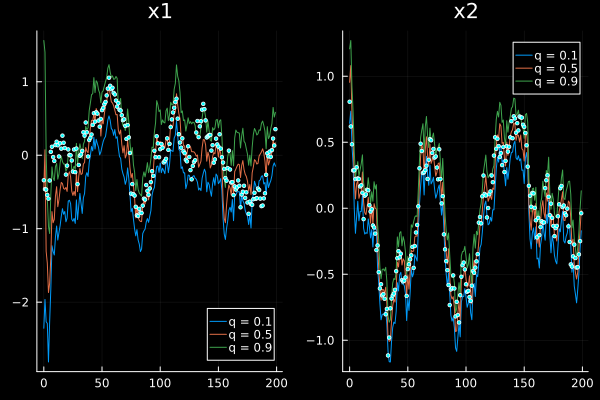 x1
1
0
−1
−2
0 50 100 150 200
q = 0.1
q = 0.5
q = 0.9
x2
1.0
0.5
0.0
−0.5
−1.0
0 50 100 150 200
q = 0.1
q = 0.5
q = 0.9